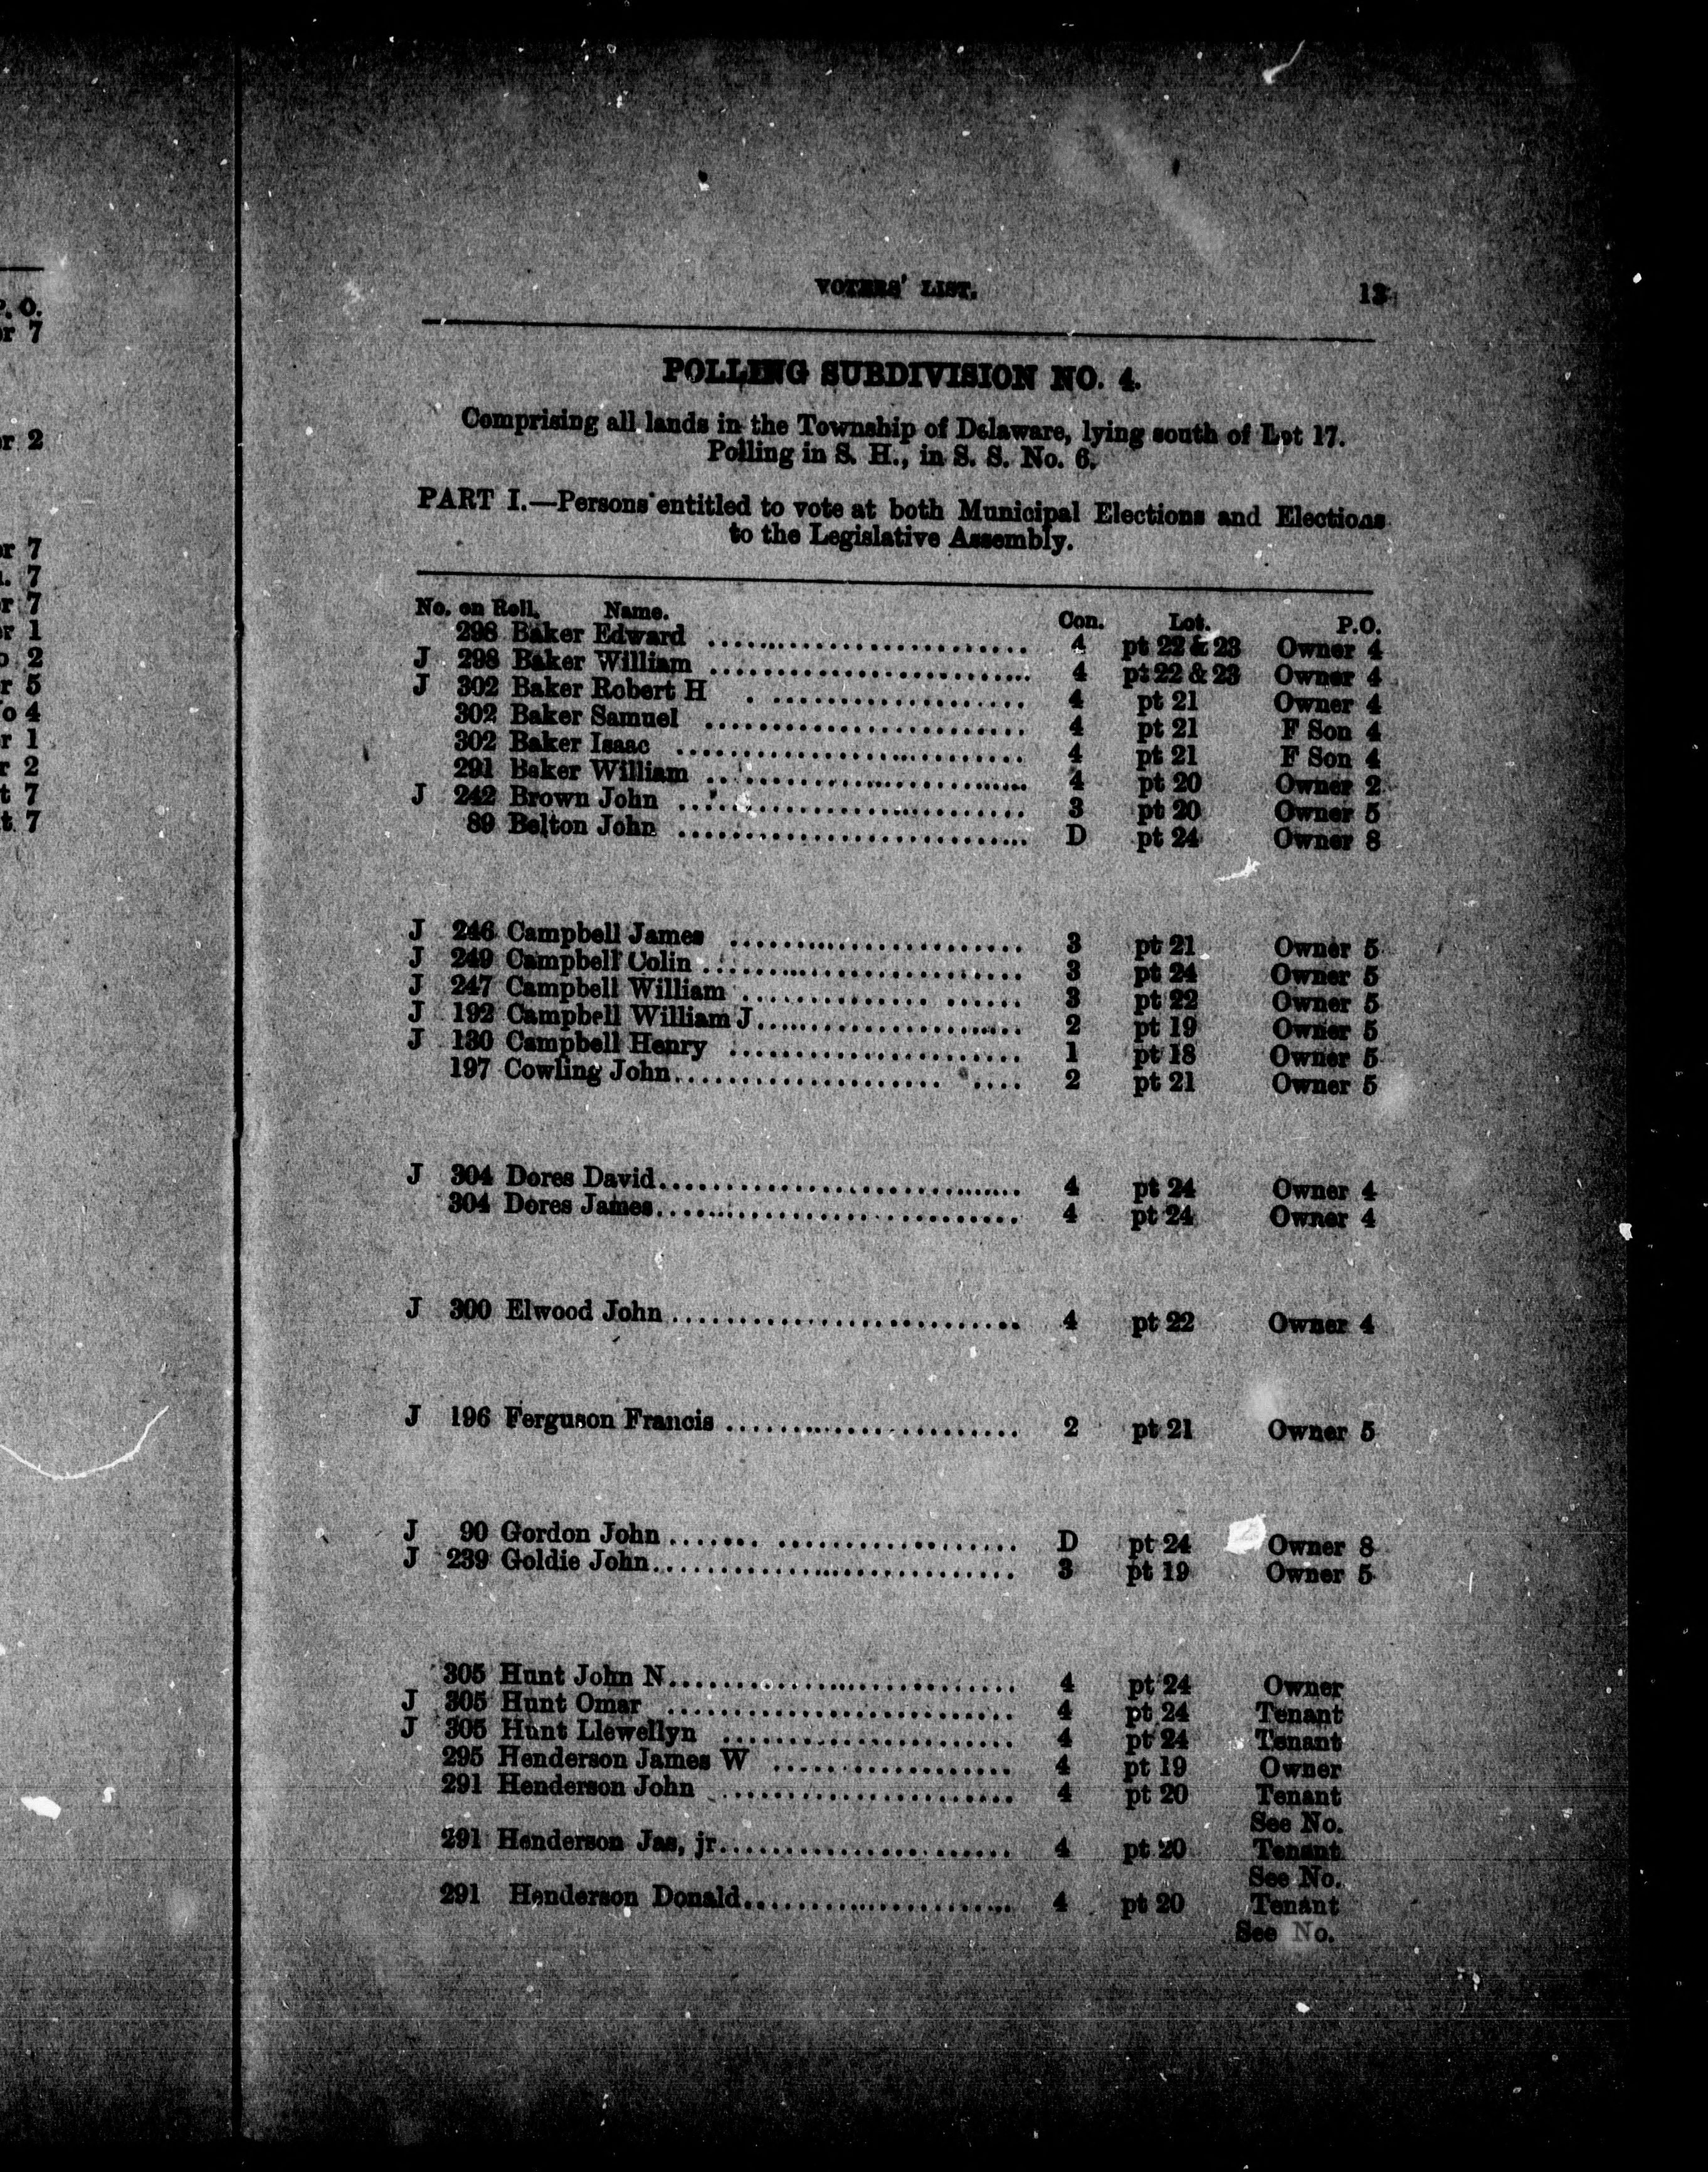 P. O.
r 7
r 2
r 7
. 7
r 7
r 1
o 2
r 5
o 4
r 1
r 2
t 7
t 7
VOTERS' LIST. 13
POLLING SUBDIVISION NO. 4.
Comprising all lands in the Township of Delaware, lying south of Lot 17.
Polling in S. H., in S. S. No. 6.
PART I.—Persons entitled to vote at both Municipal Elections and Elections
to the Legislative Assembly.
No. on Roll. Name. Con. Lot. P.O.
298 Baker Edward 4 pt 22 & 23 Owner 4
J 298 Baker William 4 pt 22 & 23 Owner 4
J 302 Baker Robert H 4 pt 21 Owner 4
302 Baker Samuel 4 pt 21 F Son 4
302 Baker Isaac 4 pt 21 F Son 4
291 Baker William 4 pt 20 Owner 2
J 242 Brown John 3 pt 20 Owner 5
89 Belton John D pt 24 Owner 8
J 246 Campbell James 3 pt 21 Owner 5
J 249 Campbell Colin 3 pt 24 Owner 5
J 247 Campbell William 3 pt 22 Owner 5
J 192 Campbell William J 2 pt 19 Owner 5
J 130 Campbell Henry 1 pt 18 Owner 5
197 Cowling John 2 pt 21 Owner 5
J 304 Dores David 4 pt 24 Owner 4
304 Dores James 4 pt 24 Owner 4
J 300 Elwood John 4 pt 22 Owner 4
J 196 Ferguson Francis 2 pt 21 Owner 5
J 90 Gordon John D pt 24 Owner 8
J 239 Goldie John 3 pt 19 Owner 5
305 Hunt John N 4 pt 24 Owner
J 305 Hunt Omar 4 pt 24 Tenant
J 305 Hunt Llewellyn 4 pt 24 Tenant
295 Henderson James W 4 pt 19 Owner
291 Henderson John 4 pt 20 Tenant
See No.
291 Henderson Jas, jr 4 pt 20 Tenant
See No.
291 Henderson Donald 4 pt 20 Tenant
See No.